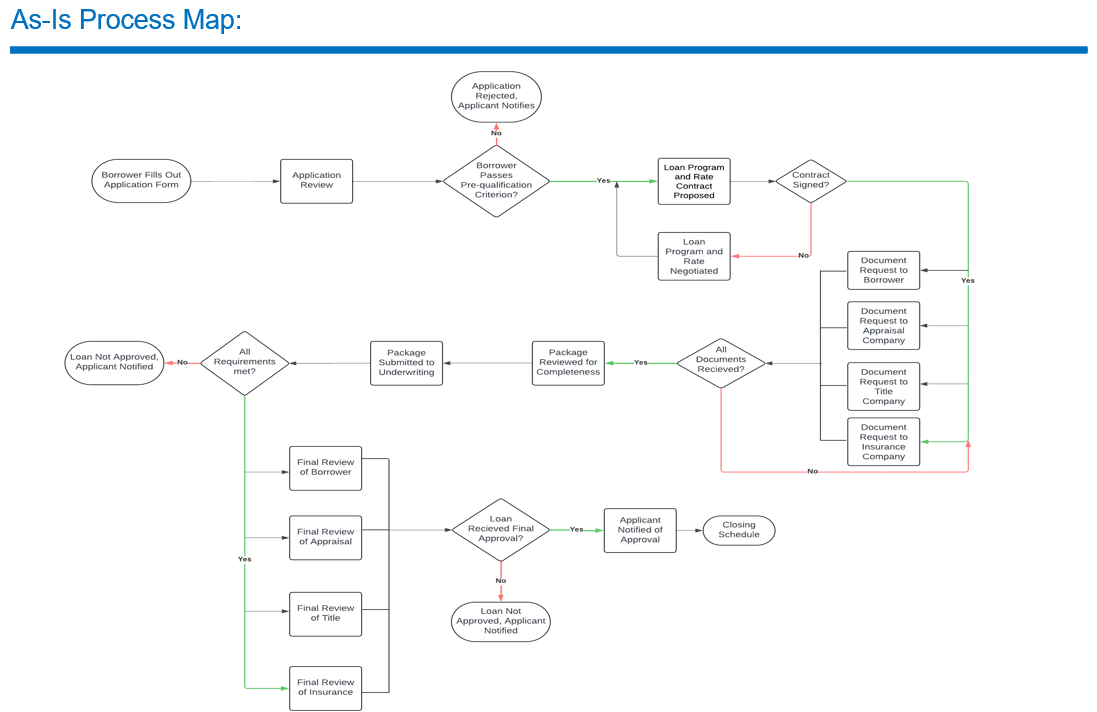 As-Is Process Map:
Application
Rejected,
Applicant Notifies
No
Borrower Fills Out
Application Form
Application
Review
Borrower
Passes
Pre-qualification
Criterion?
Yes
Loan Program
and Rate
Contract
Proposed
Contract
Signed?
Loan
Program and
Rate
Negotiated
No
Document
Request to
Borrower
Yes
Document
Request to
Appraisal
Company
Document
Request to
Title
Company
Document
Request to
Insurance
Company
All
Documents
Recieved?
Yes
No
Package
Reviewed for
Completeness
Package
Submitted to
Underwriting
All
Requirements
met?
No
Loan Not Approved,
Applicant Notified
Yes
Final Review
of Borrower
Final Review
of Appraisal
Final Review
of Title
Final Review
of Insurance
Loan
Recieved Final
Approval?
Yes
Applicant
Notified of
Approval
Closing
Schedule
No
Loan Not
Approved, Applicant
Notified